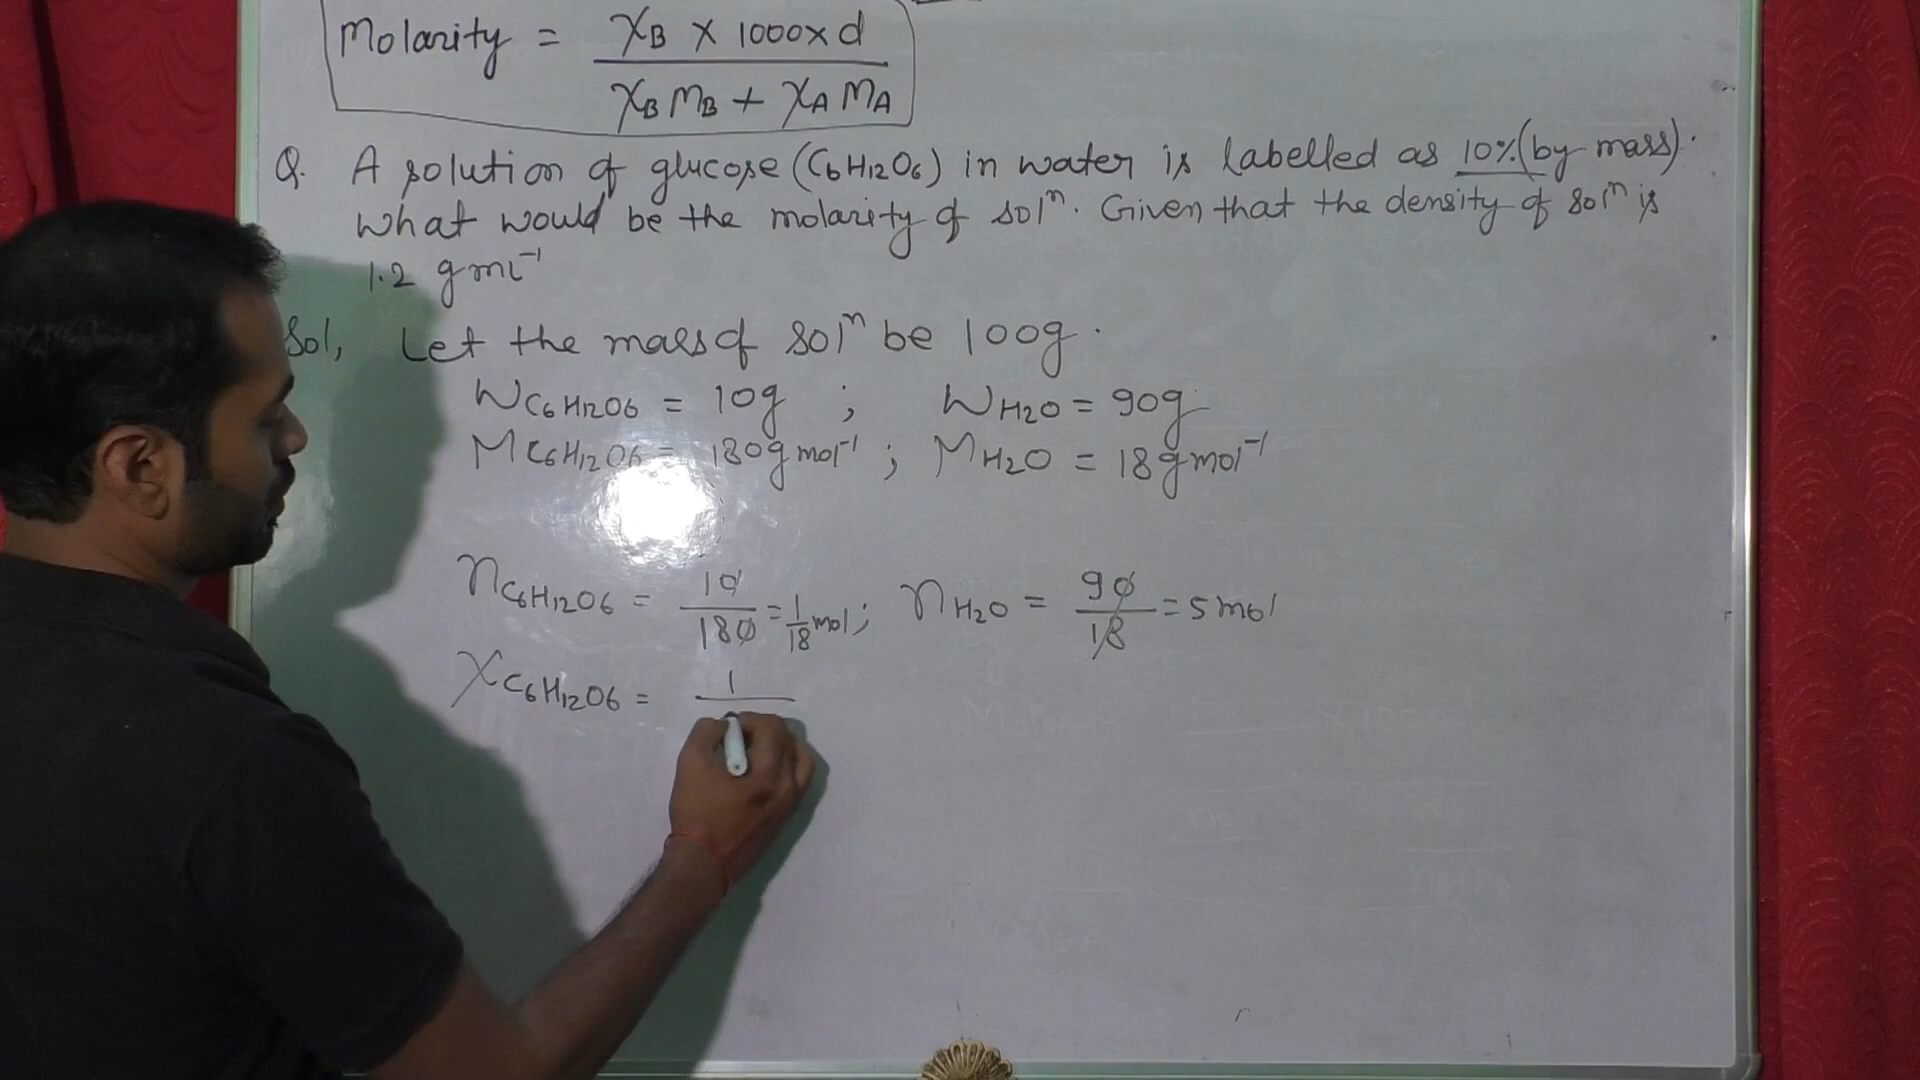 Molarity = χB × 1000 × d / χB MB + χA MA
Q. A solution of glucose (C6H12O6) in water is labelled as 10% (by mass).
What would be the molarity of solⁿ. Given that the density of solⁿ is
1.2 g mL⁻¹
Sol, Let the mass of solⁿ be 100g.
WC6H12O6 = 10g ; WH2O = 90g
MC6H12O6 = 180g mol⁻¹ ; MH2O = 18g mol⁻¹
nC6H12O6 = 10/180 = 1/18 mol ; nH2O = 90/18 = 5 mol
χC6H12O6 = 1